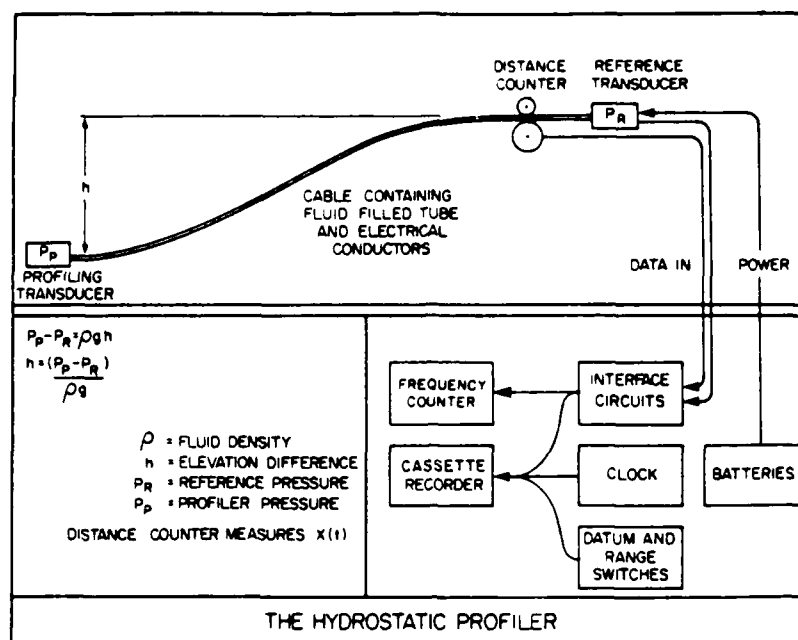 DISTANCE
COUNTER
REFERENCE
TRANSDUCER
P_R
h
CABLE CONTAINING
FLUID FILLED TUBE
AND ELECTRICAL
CONDUCTORS
P_P
PROFILING
TRANSDUCER
DATA IN
POWER
P_P-P_R=ρgh
h=(P_P-P_R)
ρg
ρ = FLUID DENSITY
h = ELEVATION DIFFERENCE
P_R = REFERENCE PRESSURE
P_P = PROFILER PRESSURE
DISTANCE COUNTER MEASURES X(t)
FREQUENCY
COUNTER
INTERFACE
CIRCUITS
CASSETTE
RECORDER
CLOCK
BATTERIES
DATUM AND
RANGE
SWITCHES
THE HYDROSTATIC PROFILER